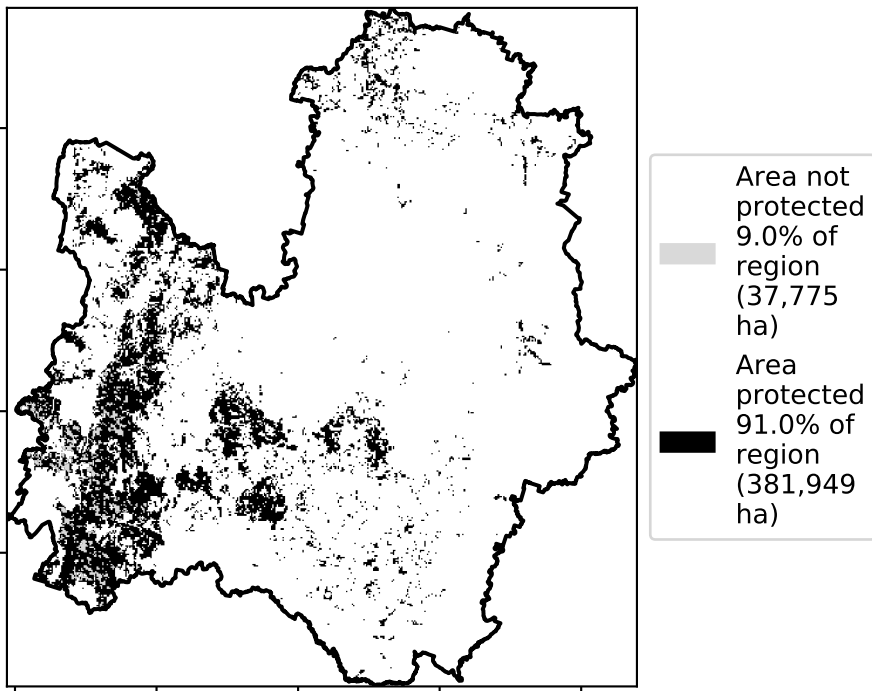 Area not
protected
9.0% of
region
(37,775
ha)
Area
protected
91.0% of
region
(381,949
ha)